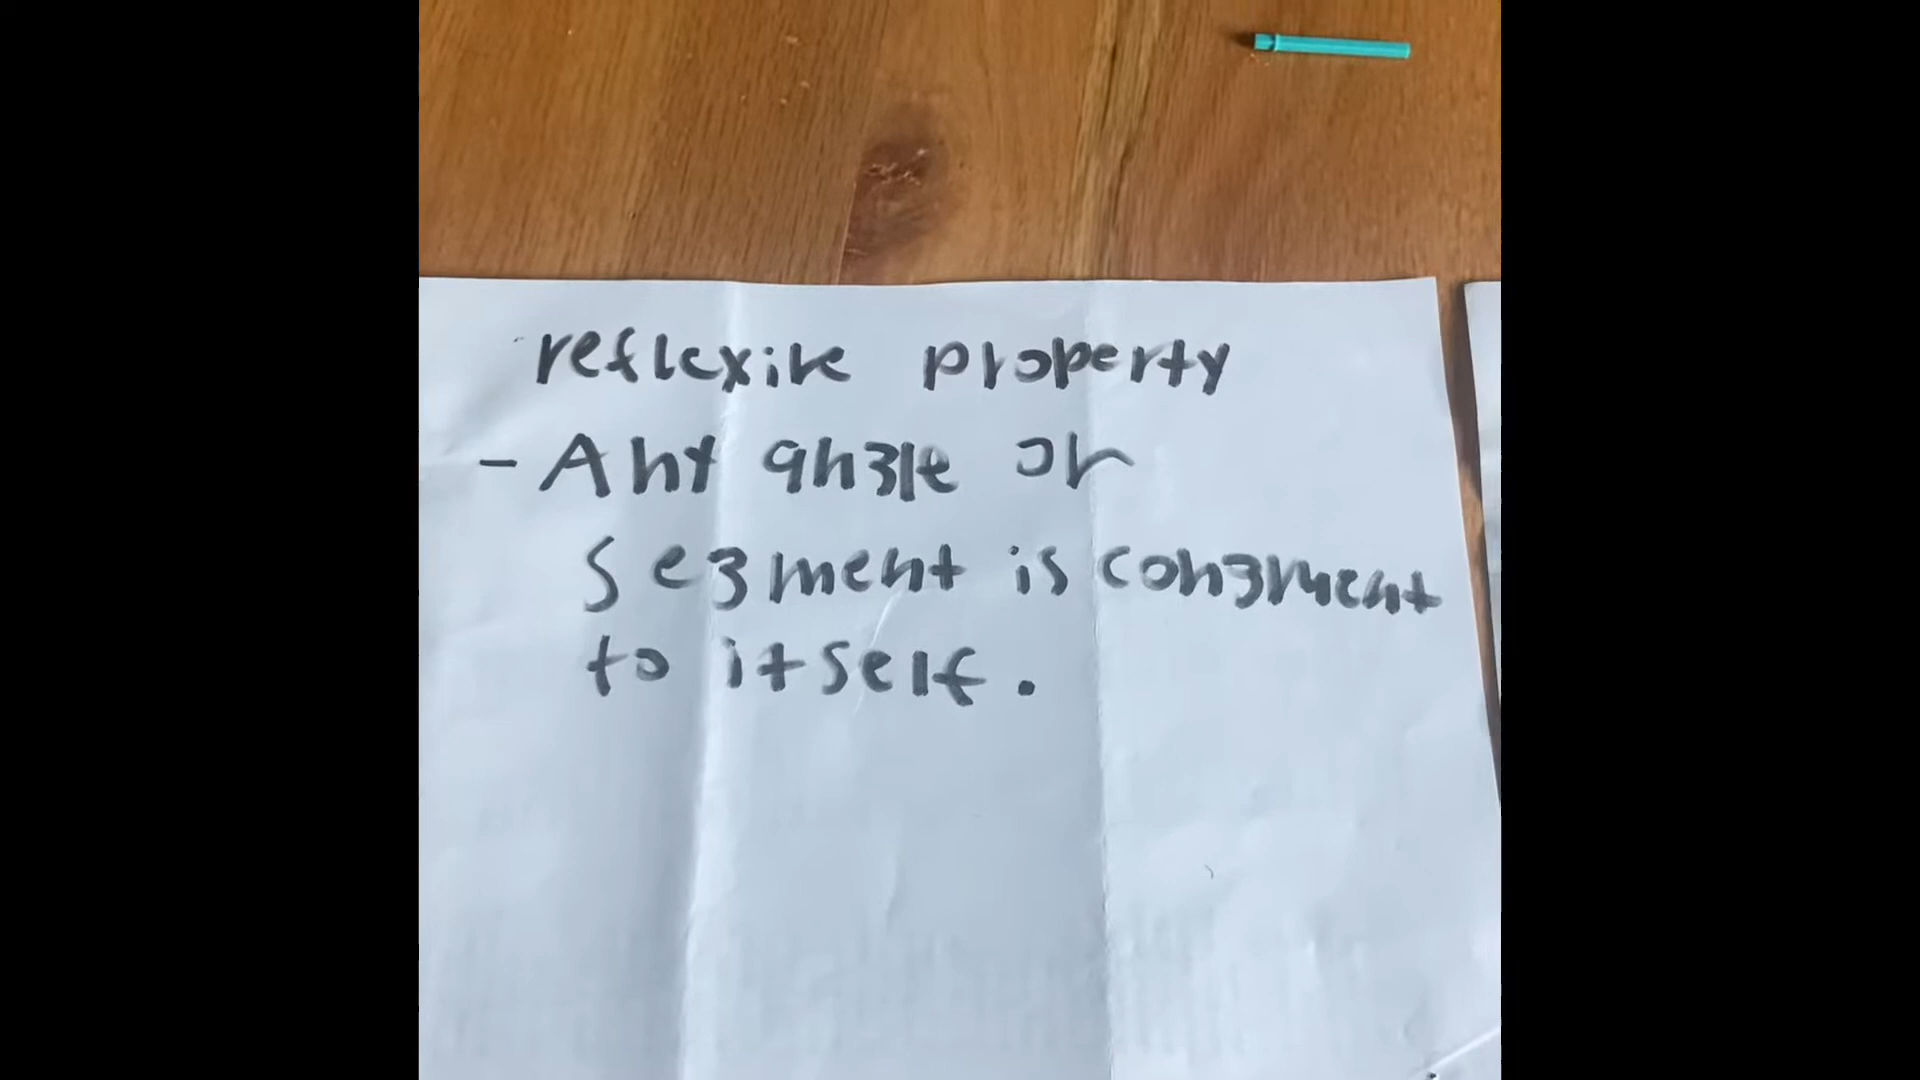 reflexive property
- Any angle or
segment is congruent
to itself.